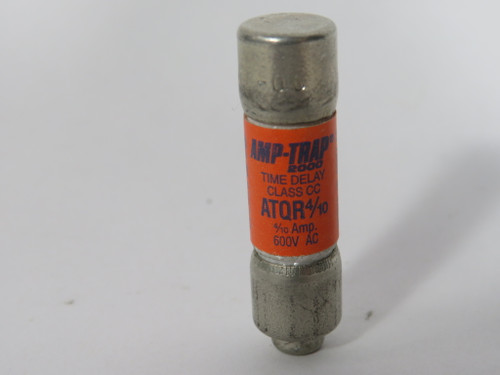 AMP-TRAP®
2000
TIME DELAY
CLASS CC
ATQR4/10
4/10 Amp.
600V AC